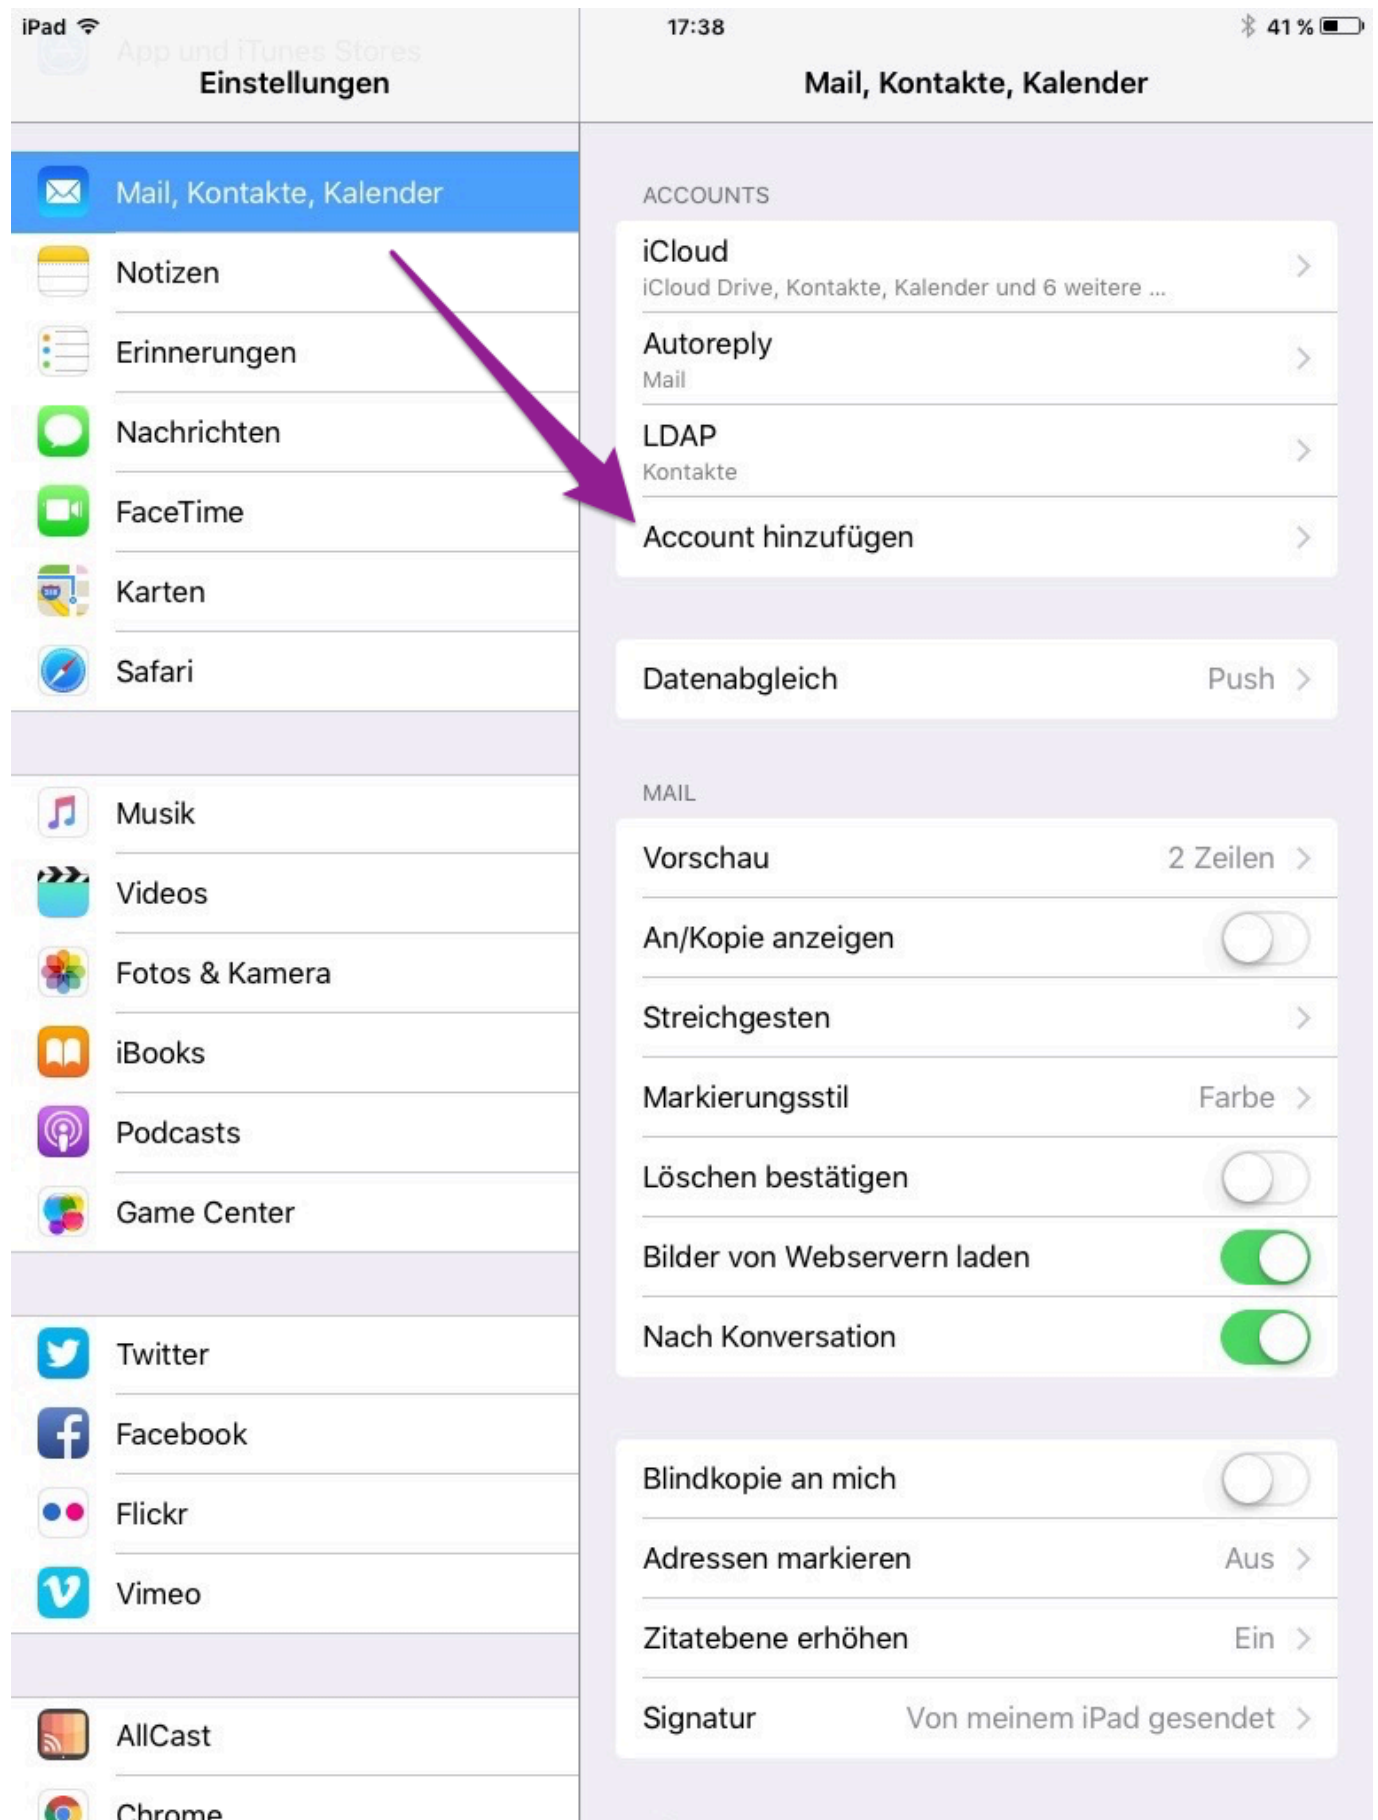 iPad
17:38
41 %
App und iTunes Stores
Einstellungen
Mail, Kontakte, Kalender
Mail, Kontakte, Kalender
Notizen
Erinnerungen
Nachrichten
FaceTime
Karten
Safari
Musik
Videos
Fotos & Kamera
iBooks
Podcasts
Game Center
Twitter
Facebook
Flickr
Vimeo
AllCast
Chrome
ACCOUNTS
iCloud
iCloud Drive, Kontakte, Kalender und 6 weitere ...
Autoreply
Mail
LDAP
Kontakte
Account hinzufügen
Datenabgleich Push
MAIL
Vorschau 2 Zeilen
An/Kopie anzeigen
Streichgesten
Markierungsstil Farbe
Löschen bestätigen
Bilder von Webservern laden
Nach Konversation
Blindkopie an mich
Adressen markieren Aus
Zitatebene erhöhen Ein
Signatur Von meinem iPad gesendet